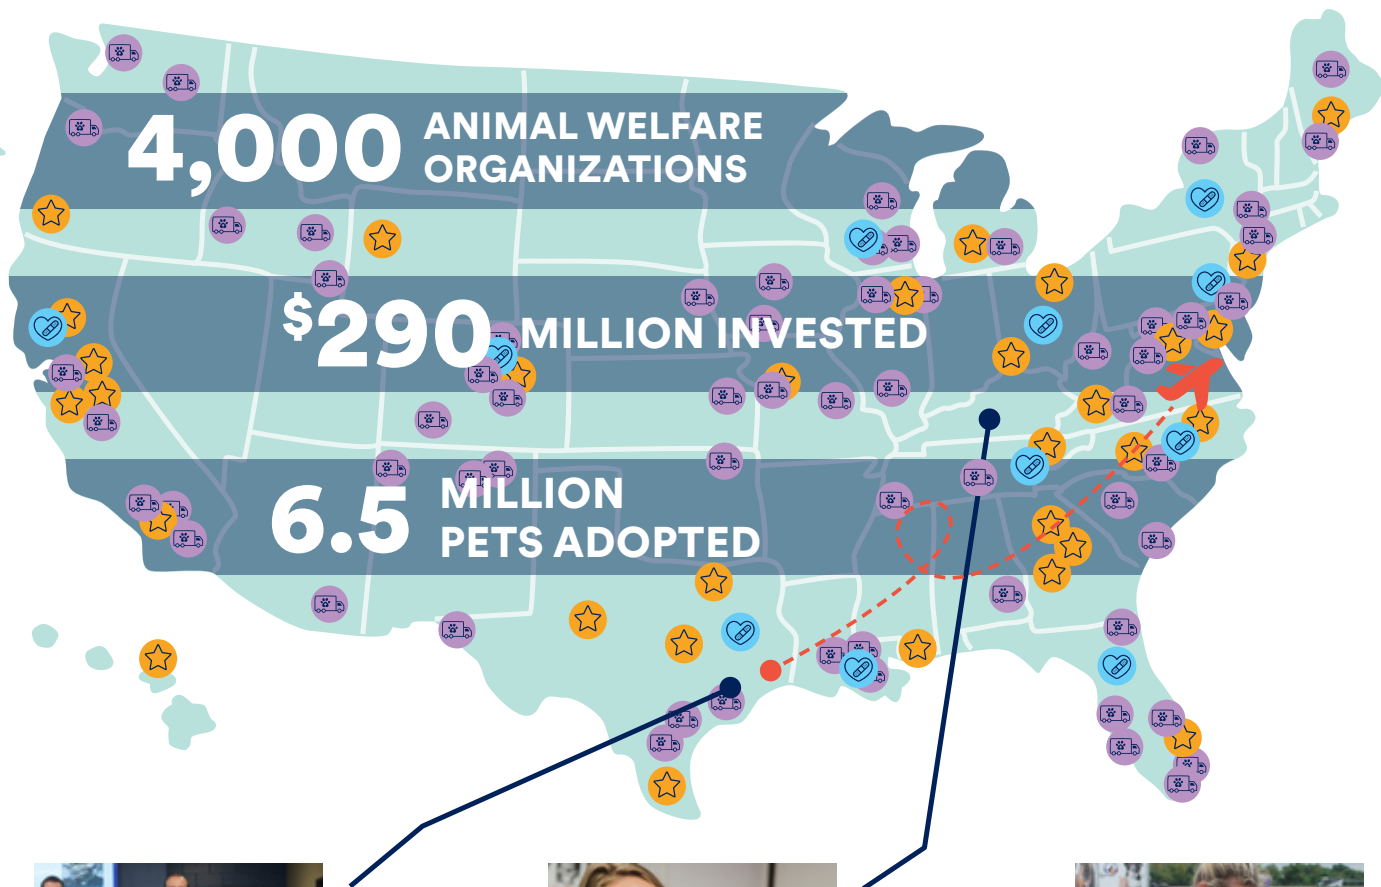 4,000 ANIMAL WELFARE
ORGANIZATIONS
$290 MILLION INVESTED
6.5 MILLION
PETS ADOPTED